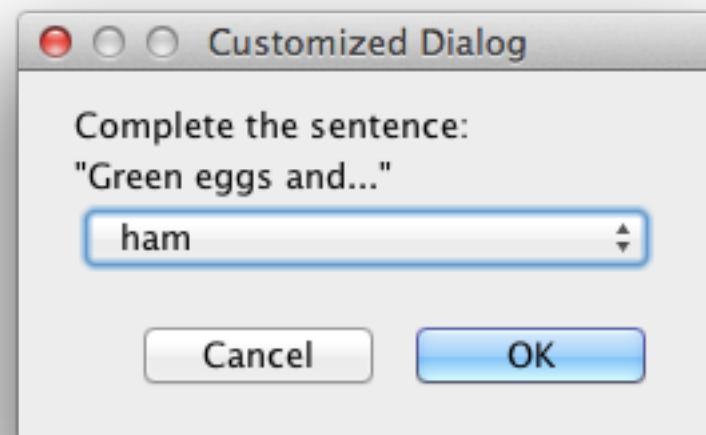 Customized Dialog
Complete the sentence:
"Green eggs and..."
ham
Cancel OK